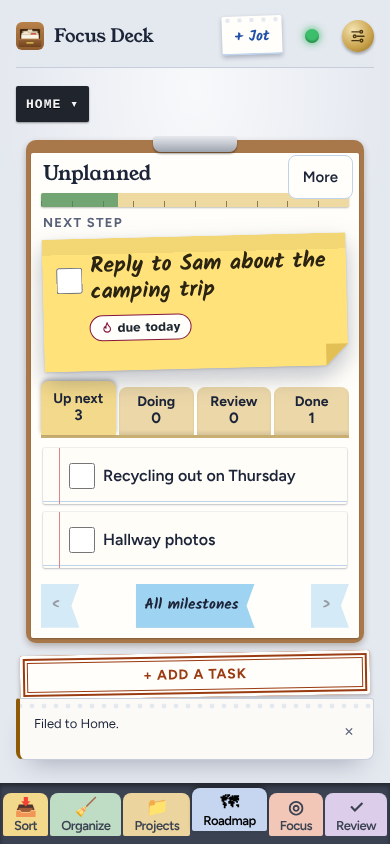 Focus Deck
+ Jot
HOME ▾
Unplanned
More
NEXT STEP
Reply to Sam about the
camping trip
due today
Up next
3
Doing
0
Review
0
Done
1
Recycling out on Thursday
Hallway photos
<
All milestones
>
+ ADD A TASK
Filed to Home.
×
Sort
Organize
Projects
Roadmap
Focus
Review